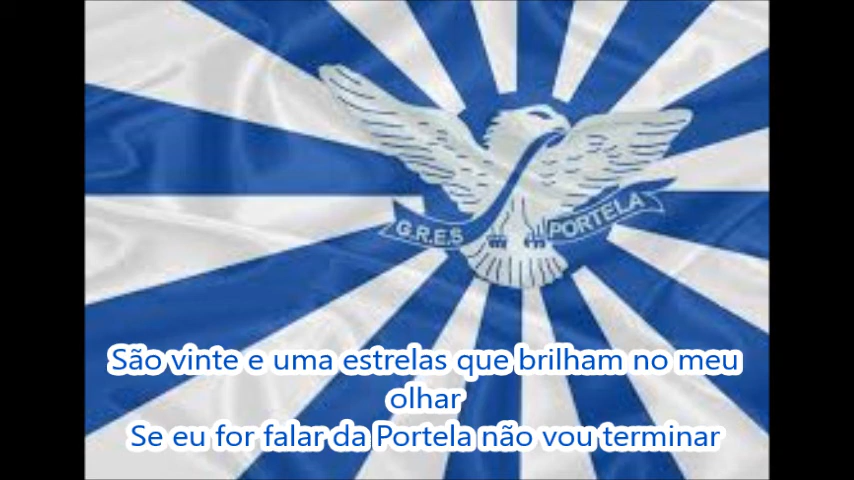 G.R.E.S PORTELA
São vinte e uma estrelas que brilham no meu
olhar
Se eu for falar da Portela não vou terminar